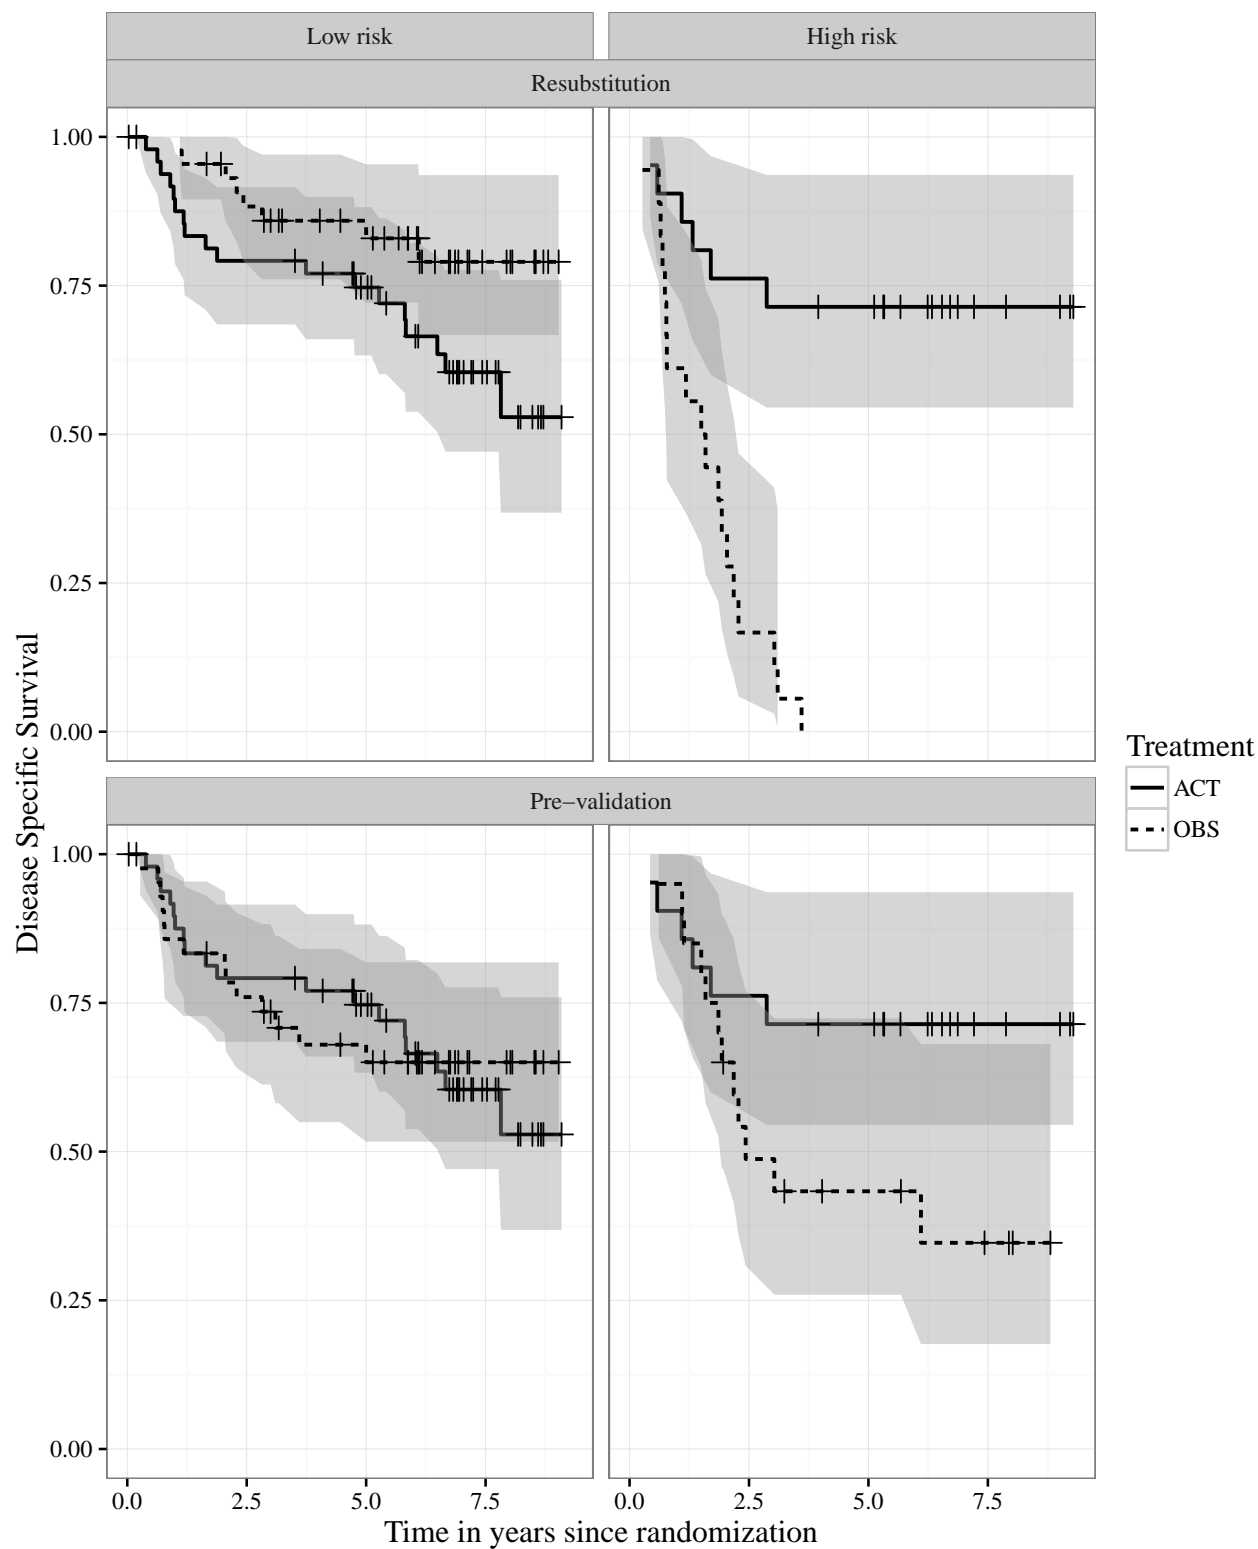 Low risk
High risk
Resubstitution
1.00
0.75
0.50
0.25
0.00
Pre−validation
1.00
0.75
0.50
0.25
0.00
0.0 2.5 5.0 7.5
0.0 2.5 5.0 7.5
Time in years since randomization
Disease Specific Survival
Treatment
ACT
OBS